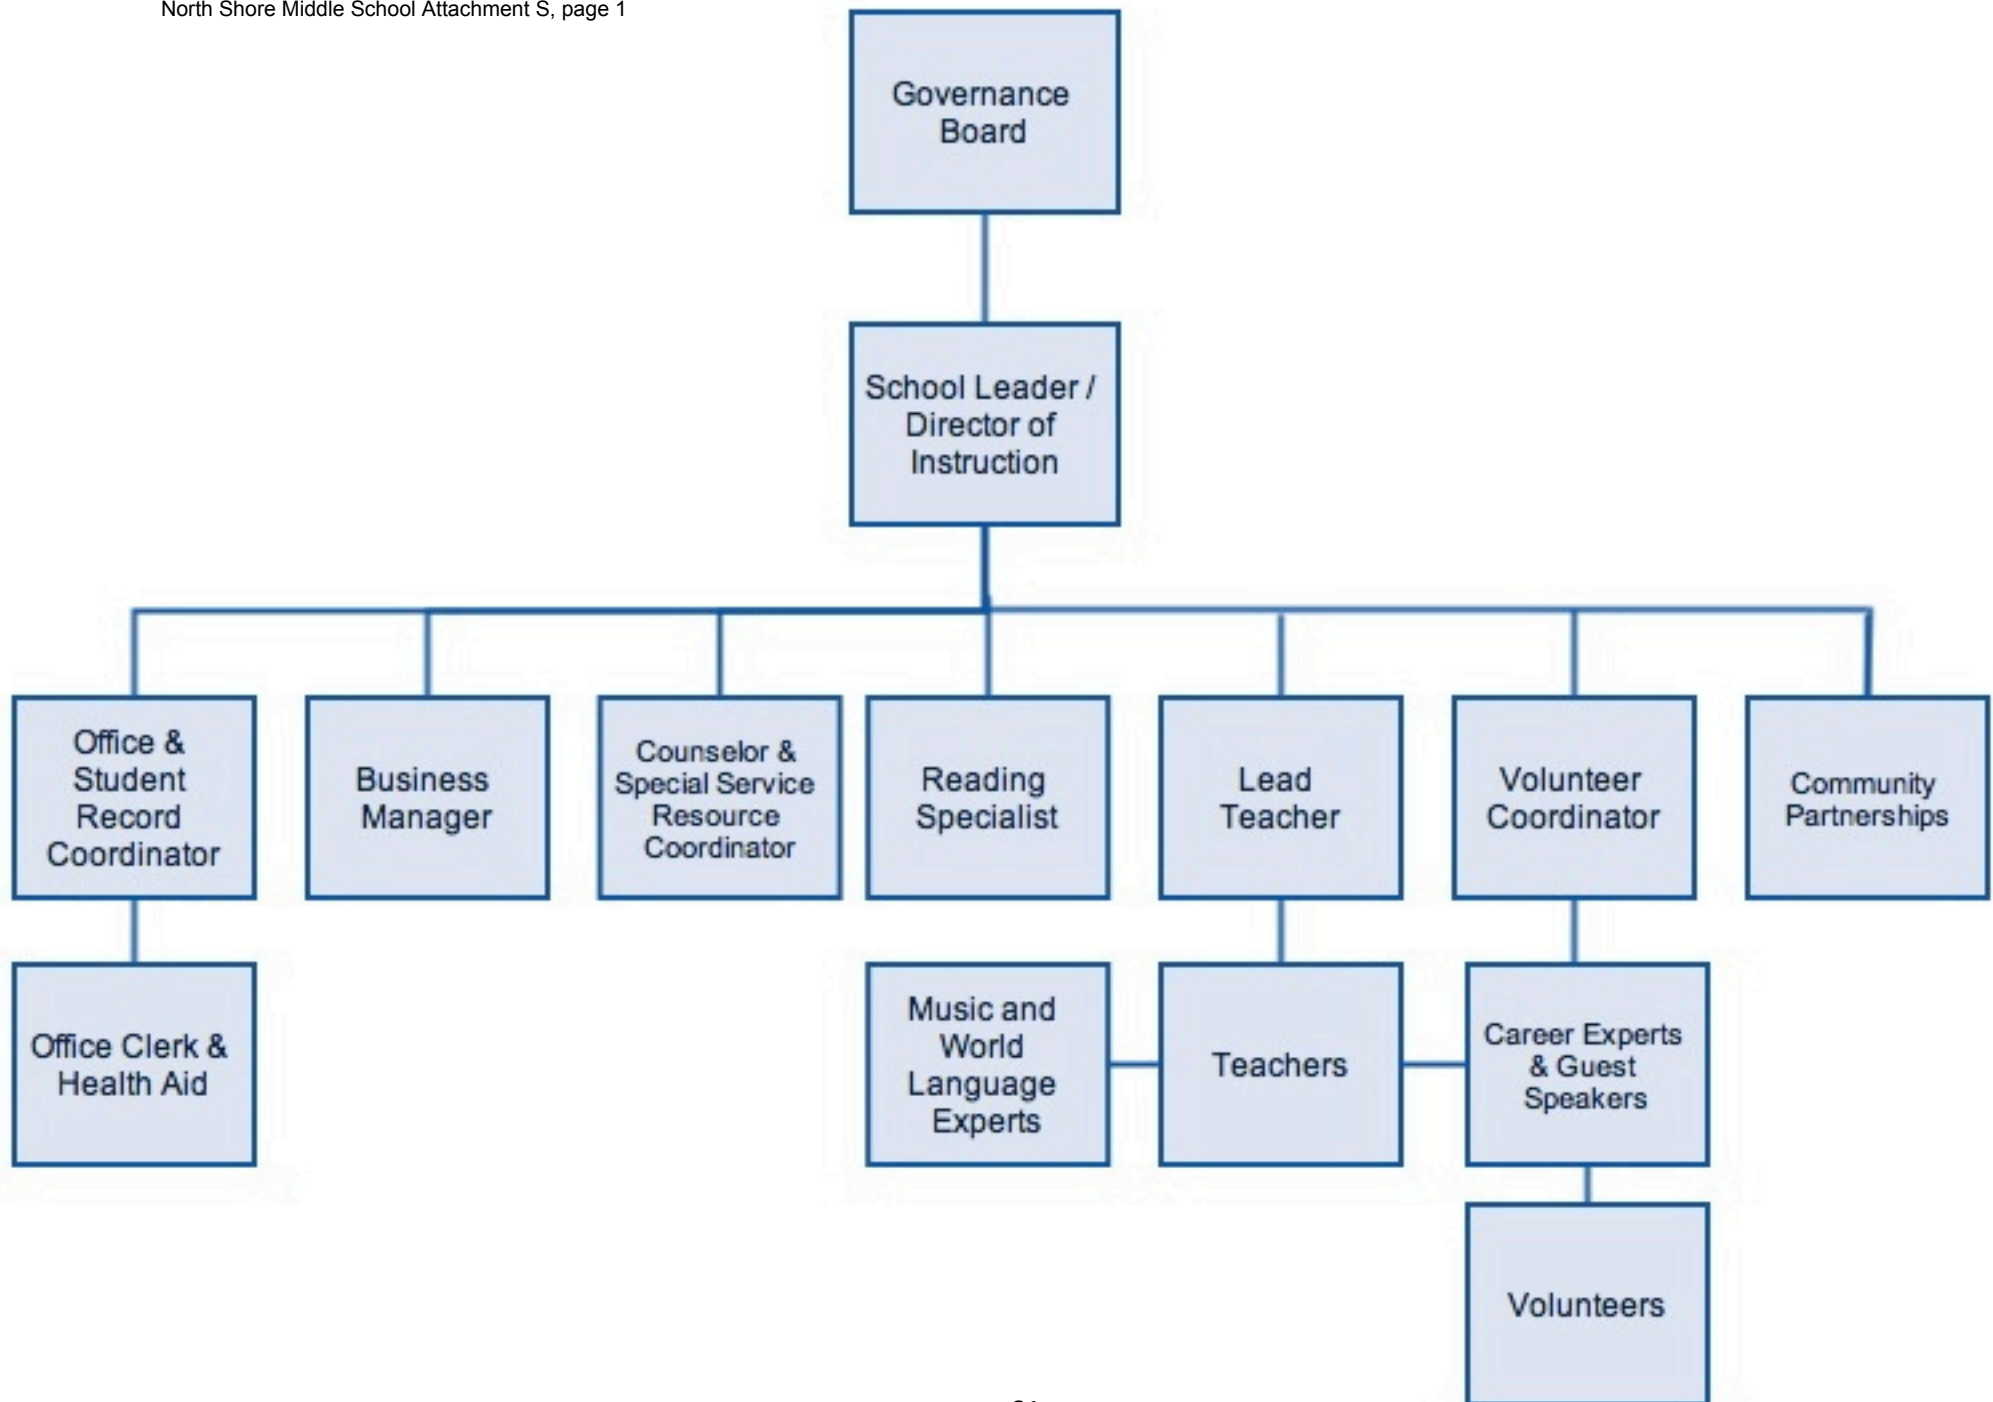 North Shore Middle School Attachment S, page 1
Governance
Board
School Leader /
Director of
Instruction
Office &
Student
Record
Coordinator
Business
Manager
Counselor &
Special Service
Resource
Coordinator
Reading
Specialist
Lead
Teacher
Volunteer
Coordinator
Community
Partnerships
Office Clerk &
Health Aid
Music and
World
Language
Experts
Teachers
Career Experts
& Guest
Speakers
Volunteers